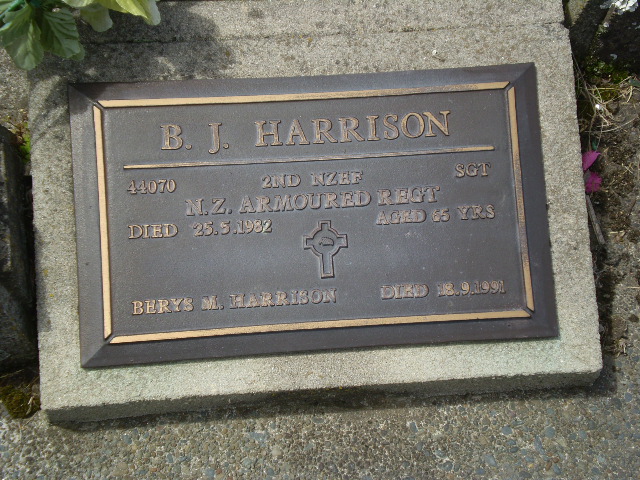 B. J. HARRISON
44070 2ND NZEF SGT
N.Z. ARMOURED REGT
DIED 25.5.1982 AGED 65 YRS
BERYS M. HARRISON DIED 18.9.1991